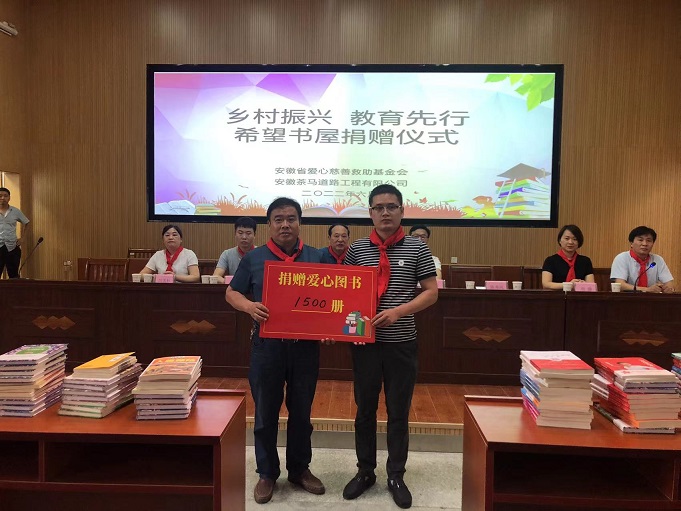 乡村振兴 教育先行
希望书屋捐赠仪式
安徽省爱心慈善救助基金会
安徽茶马道路工程有限公司
捐赠爱心图书
1500册